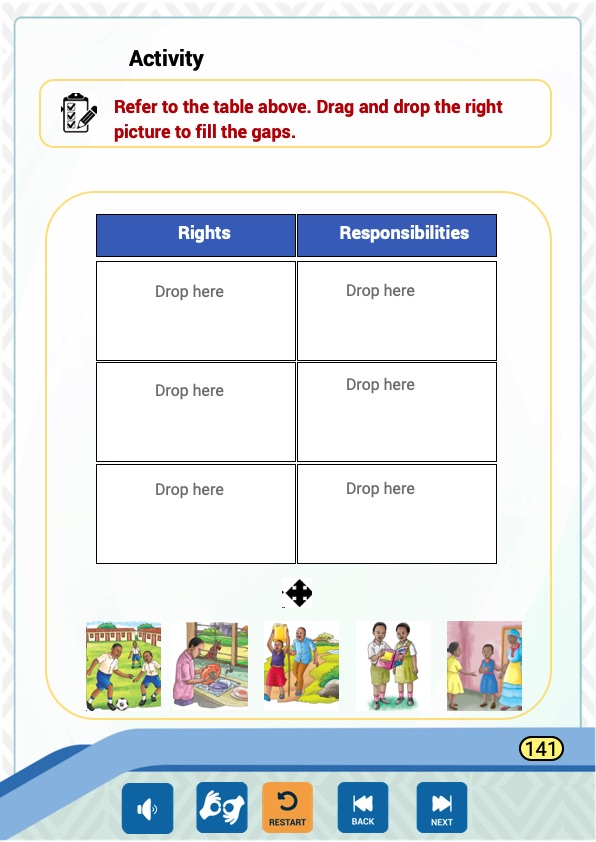 Activity
Refer to the table above. Drag and drop the right
picture to fill the gaps.
Rights
Responsibilities
Drop here
Drop here
Drop here
Drop here
Drop here
Drop here
141
RESTART
BACK
NEXT